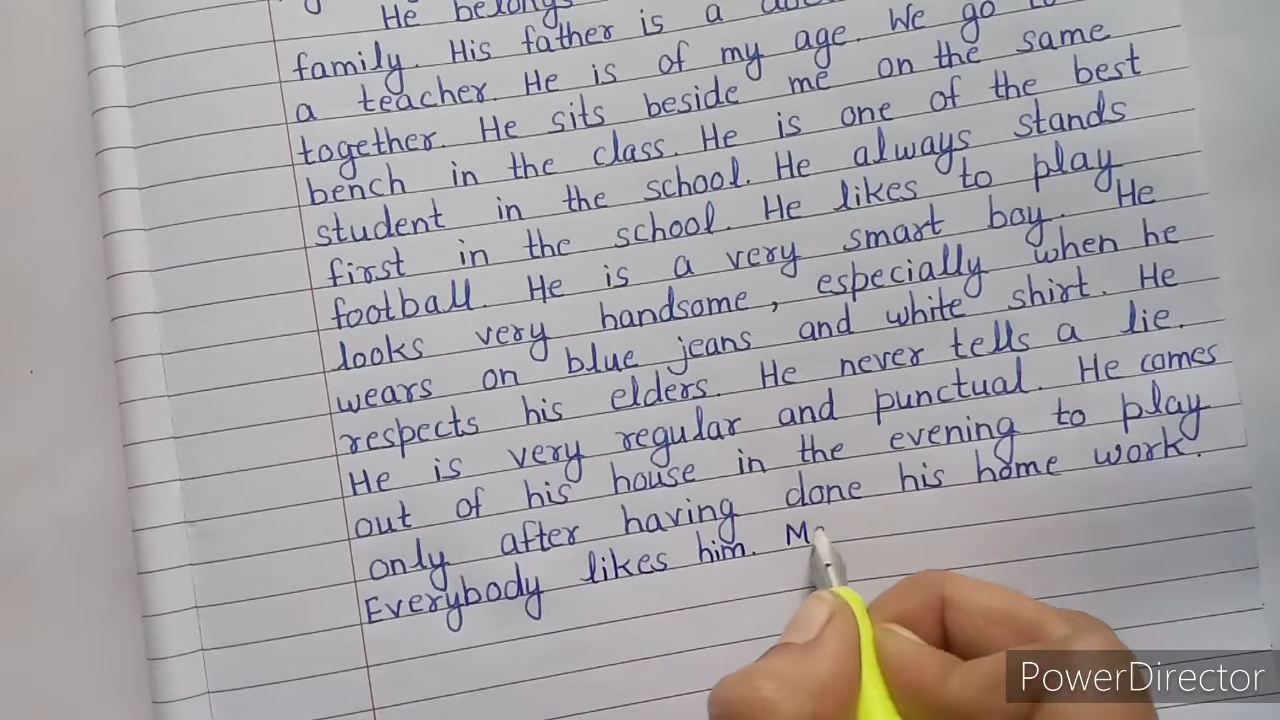 He belongs
family. His father is a
a teacher. He is of my age. We go to
together. He sits beside me on the same
bench in the class. He is one of the best
student in the school. He always stands
first in the school. He likes to play
football. He is a very smart boy. He
looks very handsome, especially when he
wears on blue jeans and white shirt. He
respects his elders. He never tells a lie.
He is very regular and punctual. He comes
out of his house in the evening to play
only after having done his home work.
Everybody likes him.
PowerDirector